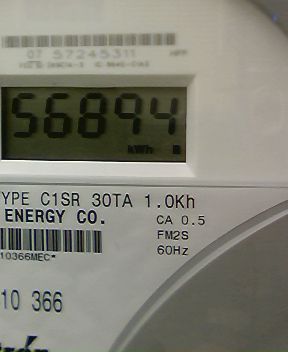 07 57245311
56894
kWh
TYPE C1SR 30TA 1.0Kh
ENERGY CO.
CA 0.5
FM2S
60Hz
10366MEC*
10 366